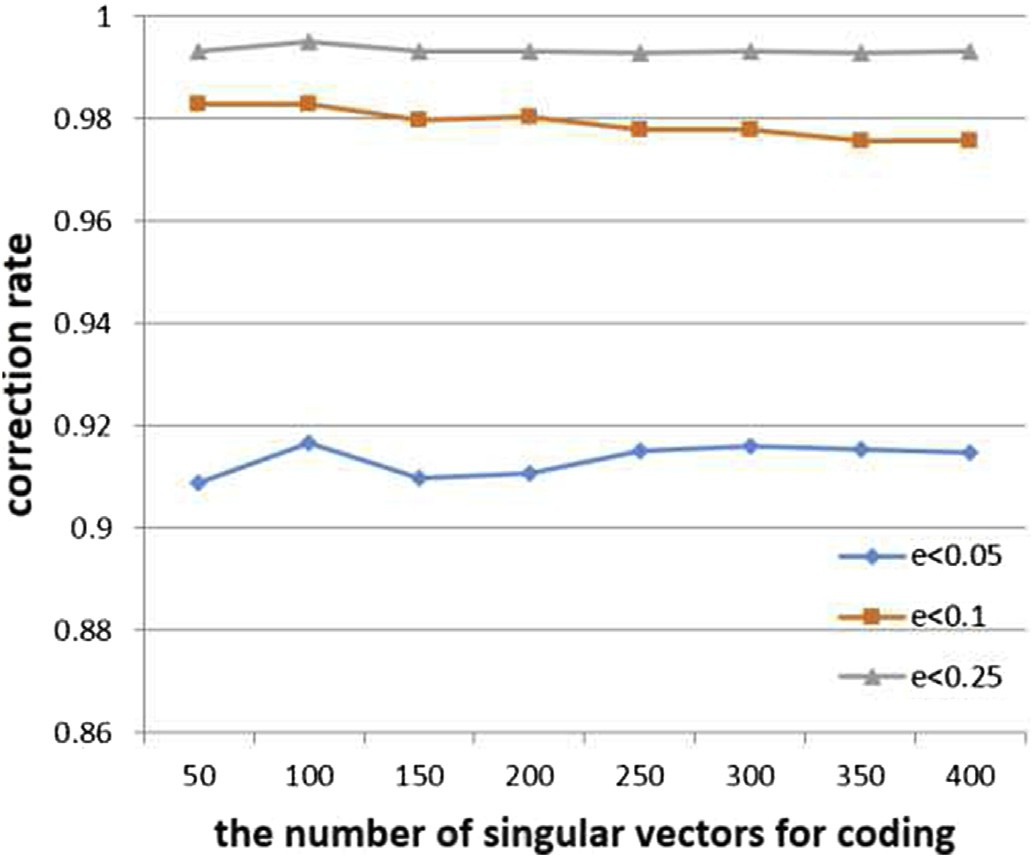 1
0.98
0.96
0.94
0.92
0.9
0.88
0.86
correction rate
e<0.05
e<0.1
e<0.25
50 100 150 200 250 300 350 400
the number of singular vectors for coding